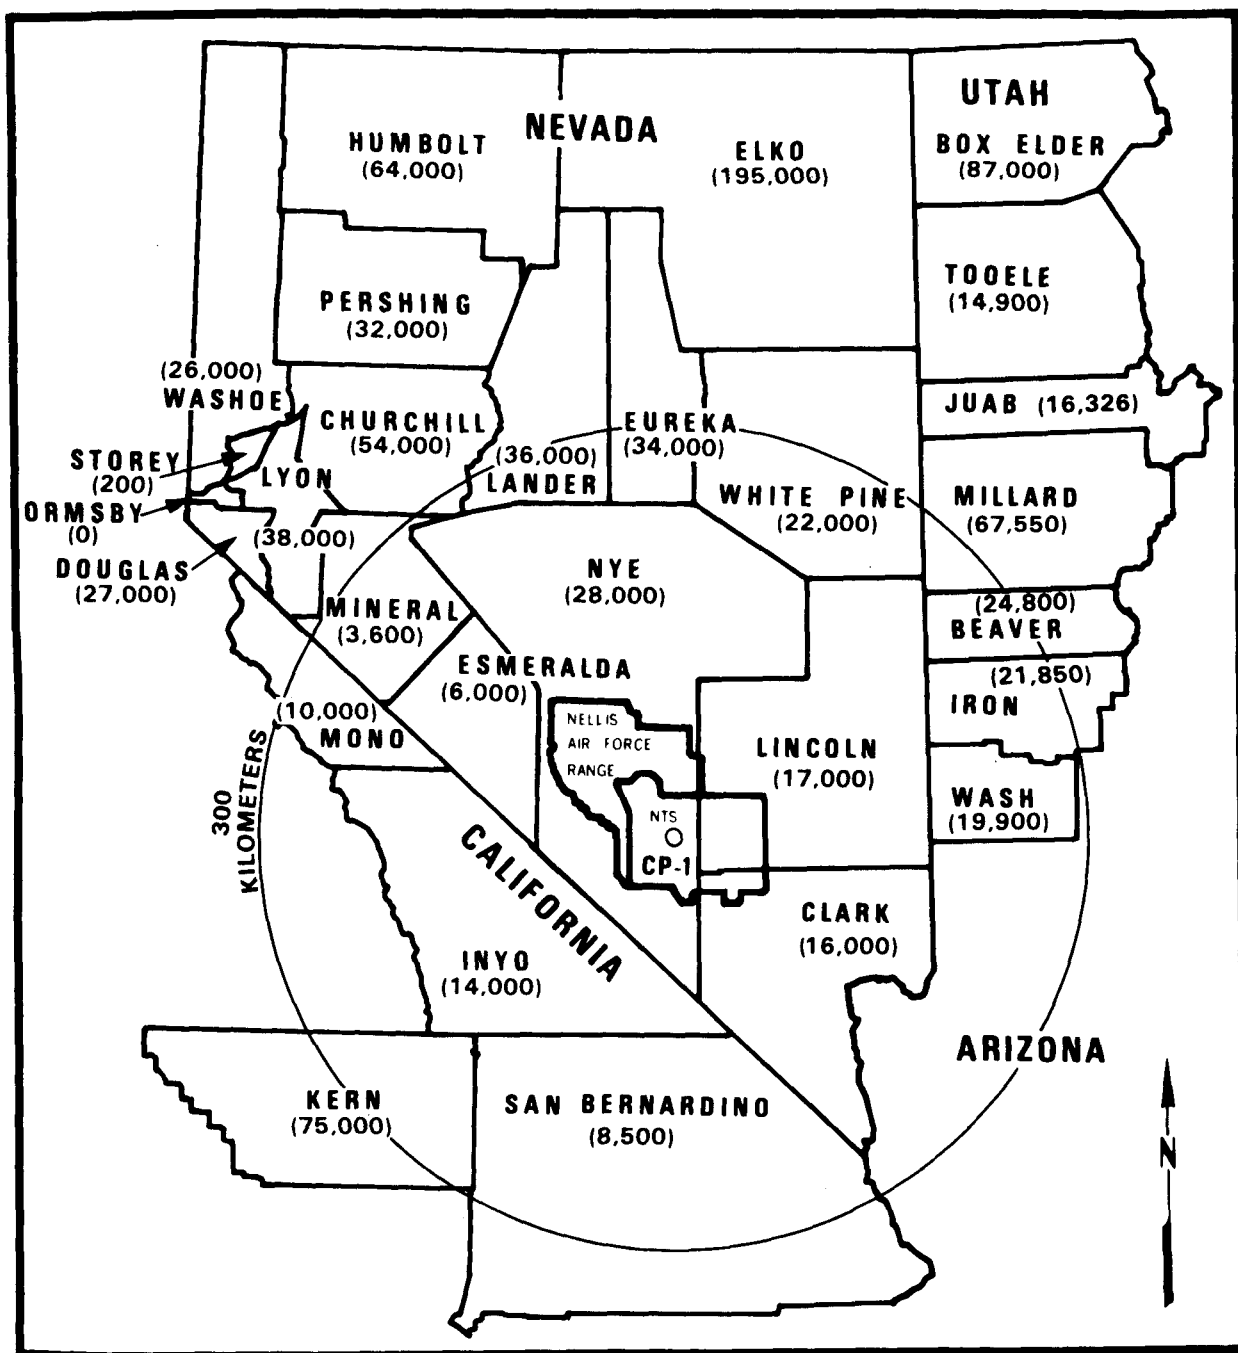 UTAH
NEVADA
HUMBOLT
(64,000)
ELKO
(195,000)
BOX ELDER
(87,000)
TOOELE
(14,900)
PERSHING
(32,000)
(26,000)
WASHOE
CHURCHILL
(54,000)
EUREKA
(34,000)
JUAB (16,326)
STOREY
(200)
LYON
(38,000)
(36,000)
LANDER
WHITE PINE
(22,000)
MILLARD
(67,550)
ORMSBY
(0)
DOUGLAS
(27,000)
NYE
(28,000)
MINERAL
(3,600)
(24,800)
BEAVER
ESMERALDA
(6,000)
(21,850)
IRON
(10,000)
MONO
NELLIS
AIR FORCE
RANGE
LINCOLN
(17,000)
WASH
(19,900)
300
KILOMETERS
NTS
CP-1
CALIFORNIA
CLARK
(16,000)
INYO
(14,000)
ARIZONA
KERN
(75,000)
SAN BERNARDINO
(8,500)
N